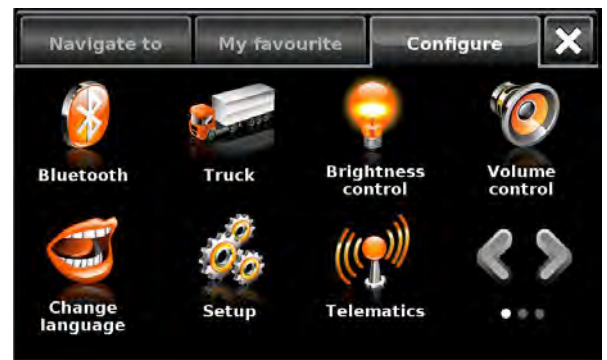 Navigate to
My favourite
Configure
Bluetooth
Truck
Brightness
control
Volume
control
Change
language
Setup
Telematics